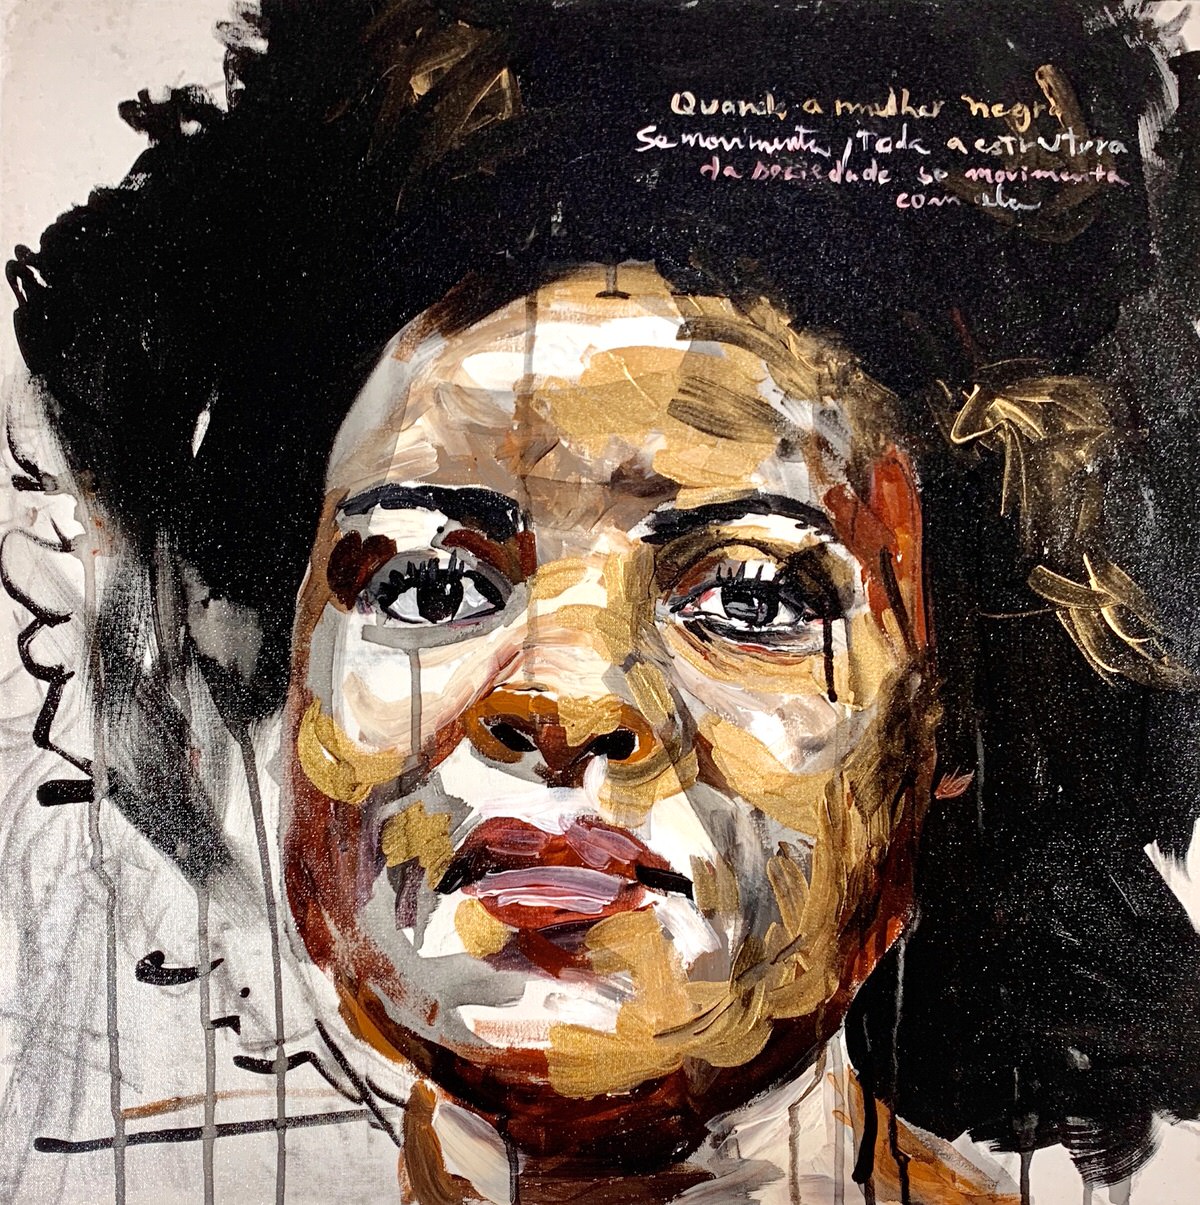 Quando a mulher negra
se movimenta, toda a estrutura
da sociedade se movimenta
com ela